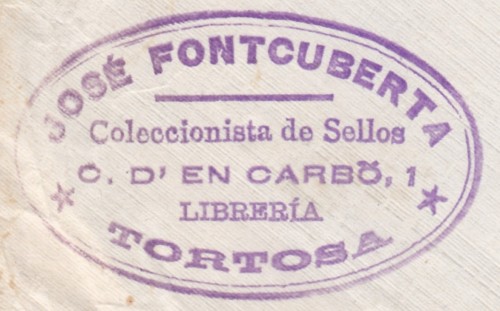 JOSÉ FONTCUBERTA
Coleccionista de Sellos
C. D' EN CARBÓ, 1
LIBRERÍA
TORTOSA